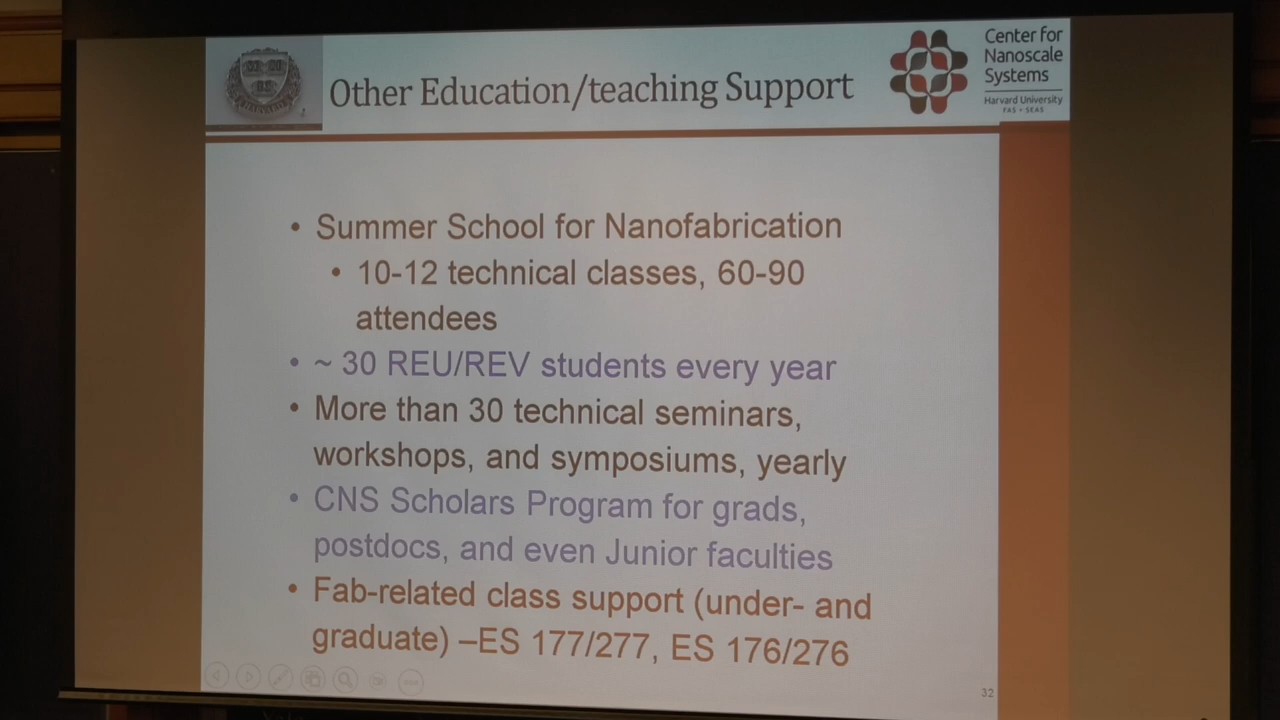 Other Education/teaching Support
Center for
Nanoscale
Systems
Harvard University
FAS • SEAS
• Summer School for Nanofabrication
• 10-12 technical classes, 60-90
attendees
• ~ 30 REU/REV students every year
• More than 30 technical seminars,
workshops, and symposiums, yearly
• CNS Scholars Program for grads,
postdocs, and even Junior faculties
• Fab-related class support (under- and
graduate) –ES 177/277, ES 176/276
32